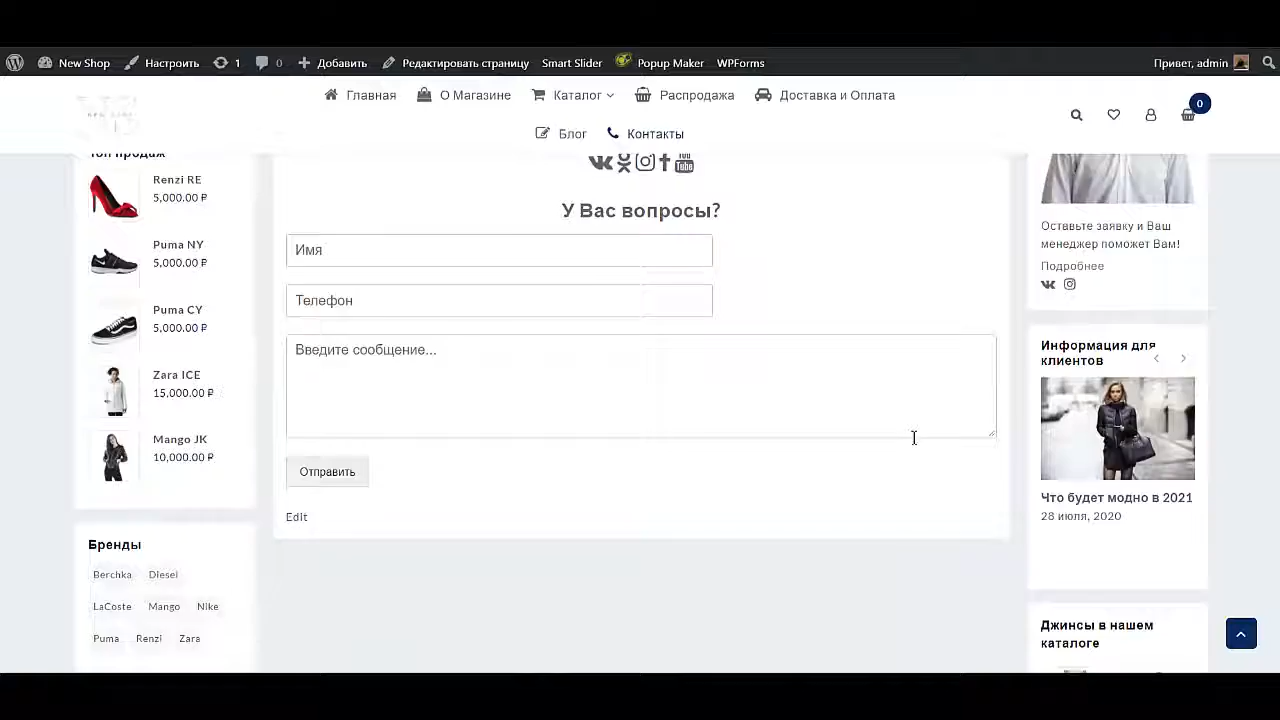 New Shop
Настроить
1
0
Добавить
Редактировать страницу
Smart Slider
Popup Maker
WPForms
Привет, admin
Главная
О Магазине
Каталог
Распродажа
Доставка и Оплата
0
Блог
Контакты
Топ продаж
Renzi RE
5,000.00 ₽
Puma NY
5,000.00 ₽
Puma CY
5,000.00 ₽
Zara ICE
15,000.00 ₽
Mango JK
10,000.00 ₽
Бренды
Berchka Diesel
LaCoste Mango Nike
Puma Renzi Zara
You
Tube
У Вас вопросы?
Имя
Телефон
Введите сообщение...
Отправить
Edit
Оставьте заявку и Ваш
менеджер поможет Вам!
Подробнее
Информация для
клиентов
Что будет модно в 2021
28 июля, 2020
Джинсы в нашем
каталоге